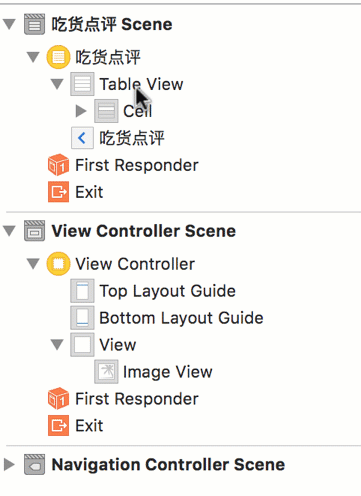 吃货点评 Scene
吃货点评
Table View
Cell
吃货点评
First Responder
Exit
View Controller Scene
View Controller
Top Layout Guide
Bottom Layout Guide
View
Image View
First Responder
Exit
Navigation Controller Scene